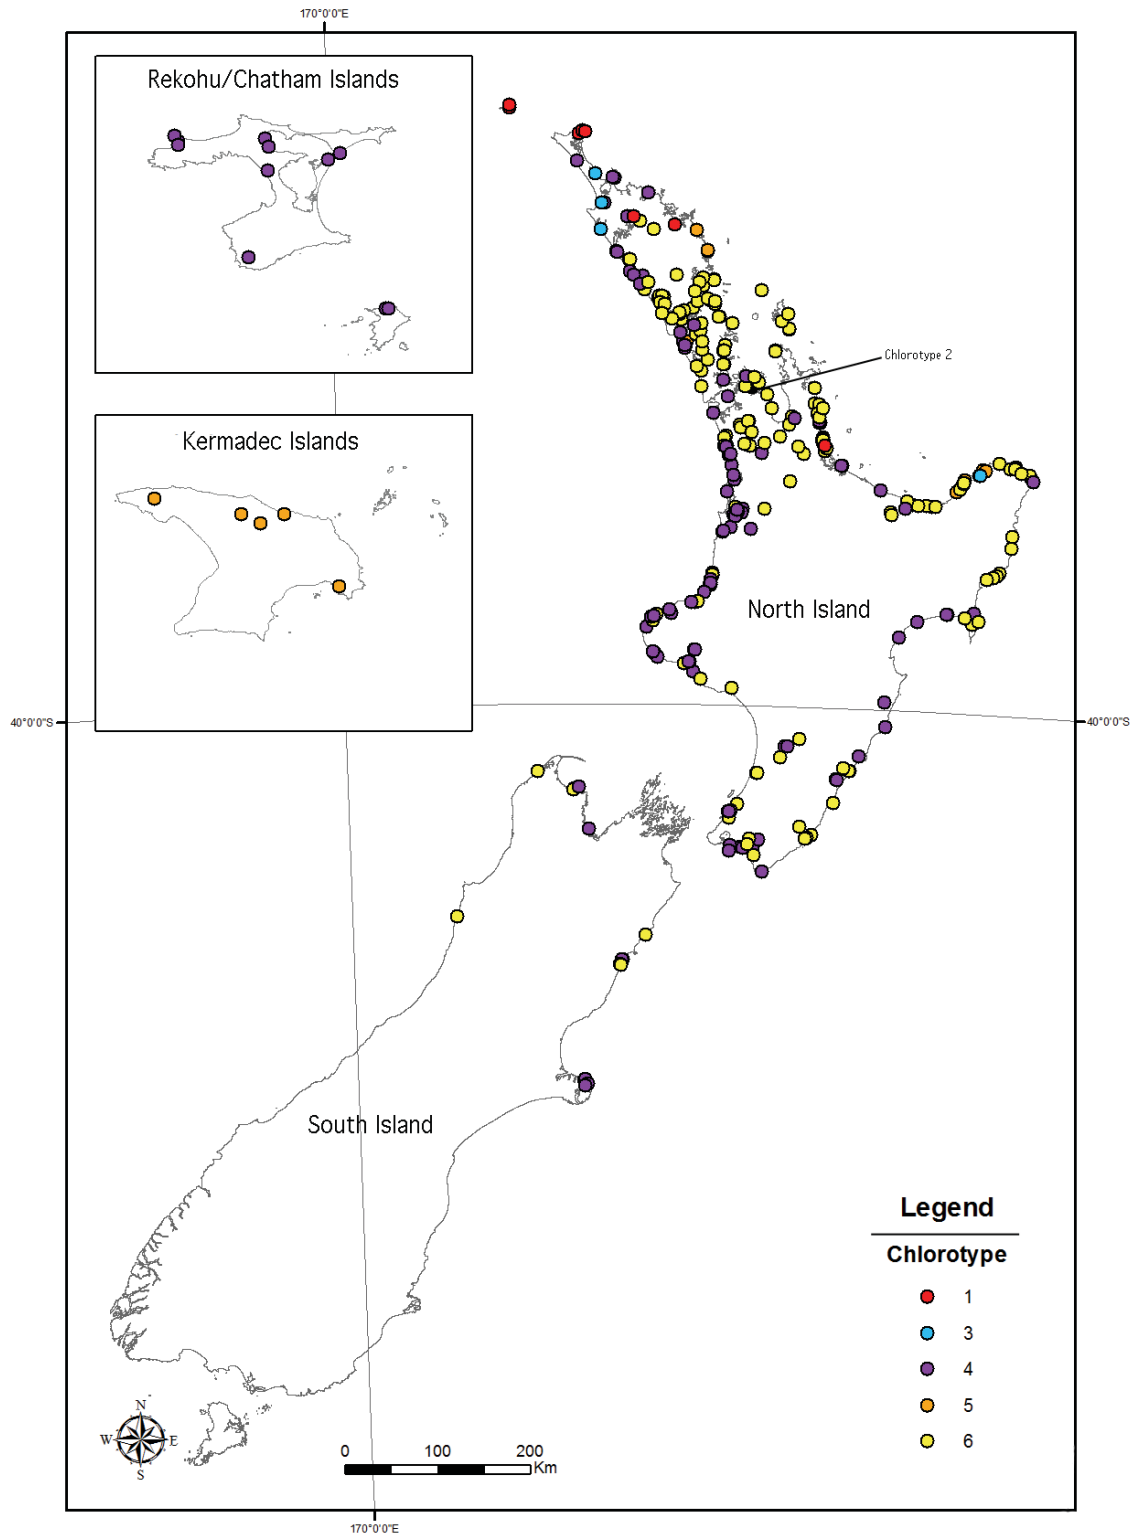 170°0'0"E
Rekohu/Chatham Islands
Chlorotype 2
Kermadec Islands
North Island
40°0'0"S
40°0'0"S
South Island
Legend
Chlorotype
1
3
4
5
6
N
W
E
S
0
100
200
Km
170°0'0"E